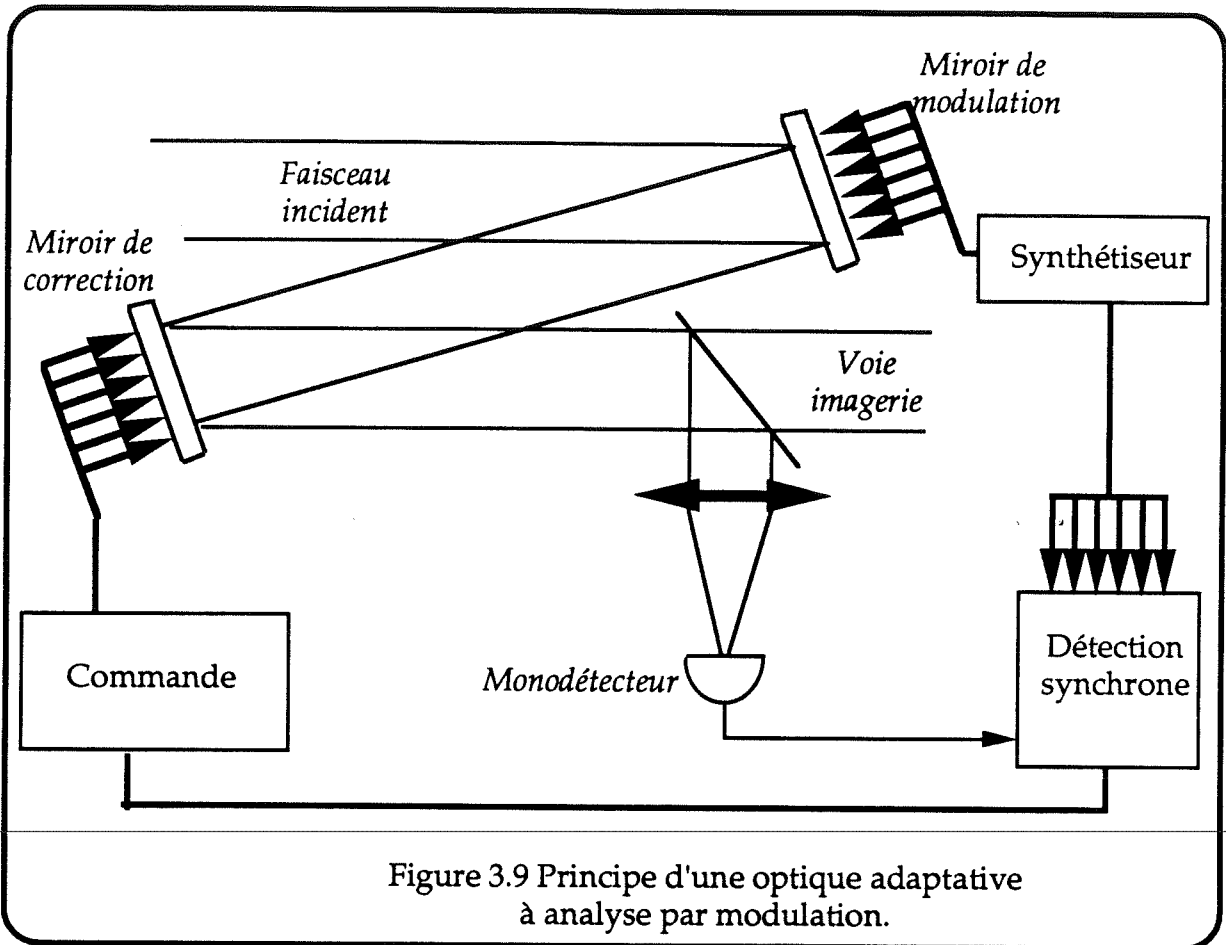 Miroir de
modulation
Faisceau
incident
Miroir de
correction
Synthétiseur
Voie
imagerie
Commande
Monodétecteur
Détection
synchrone
Figure 3.9 Principe d'une optique adaptative
à analyse par modulation.